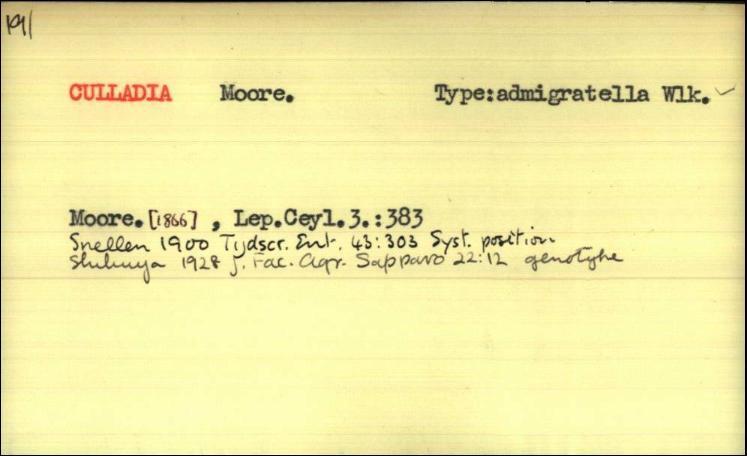 CULLADIA Moore. Type:admigratella Wlk. ✓
Moore. [1866] , Lep.Ceyl.3.:383
Snellen 1900 Tijdscr. Ent. 43:303 Syst. position
Shibuya 1928 J. Fac. Agr. Sapporo 22:12 genotype